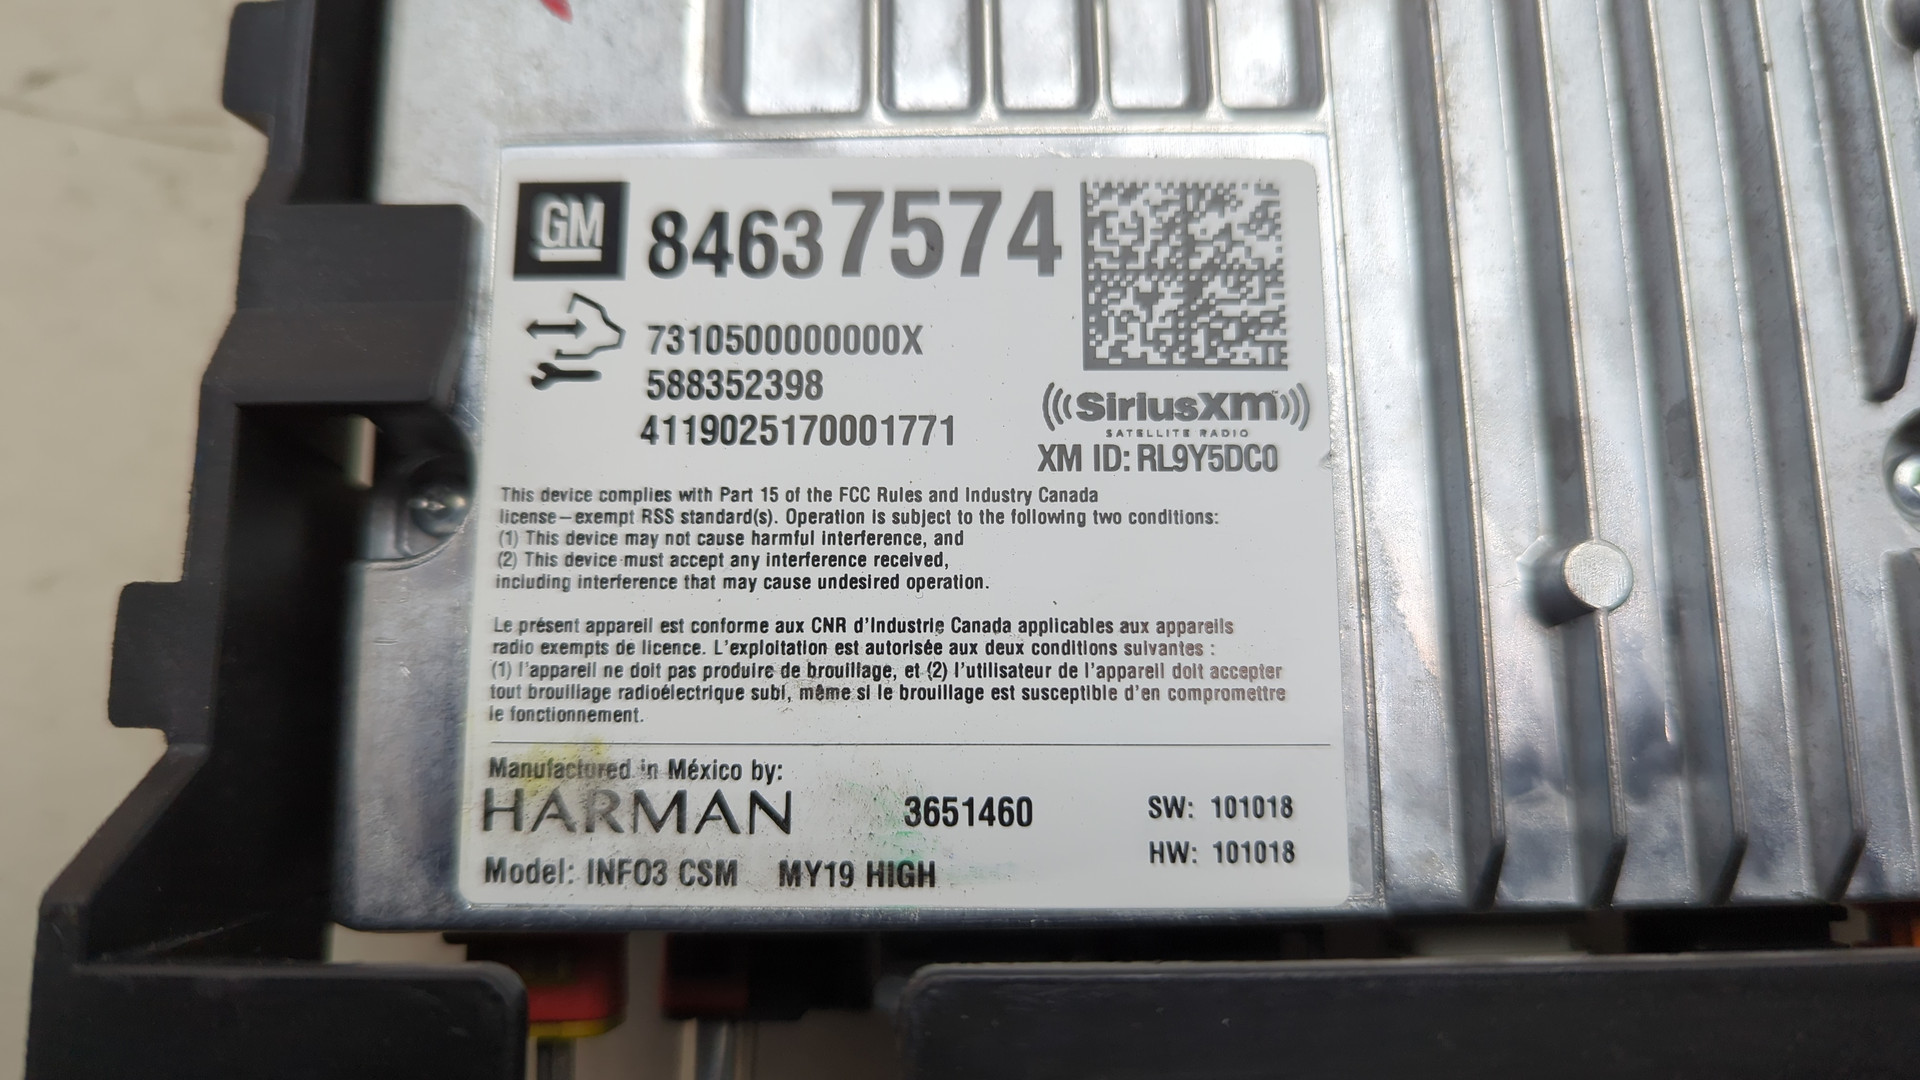 GM 84637574
7310500000000X
588352398
4119025170001771
((( SiriusXM )))
SATELLITE RADIO
XM ID: RL9Y5DC0
This device complies with Part 15 of the FCC Rules and Industry Canada
license-exempt RSS standard(s). Operation is subject to the following two conditions:
(1) This device may not cause harmful interference, and
(2) This device must accept any interference received,
including interference that may cause undesired operation.
Le présent appareil est conforme aux CNR d'Industrie Canada applicables aux appareils
radio exempts de licence. L'exploitation est autorisée aux deux conditions suivantes :
(1) l'appareil ne doit pas produire de brouillage, et (2) l'utilisateur de l'appareil doit accepter
tout brouillage radioélectrique subi, même si le brouillage est susceptible d'en compromettre
le fonctionnement.
Manufactured in México by:
HARMAN 3651460 SW: 101018
HW: 101018
Model: INFO3 CSM MY19 HIGH